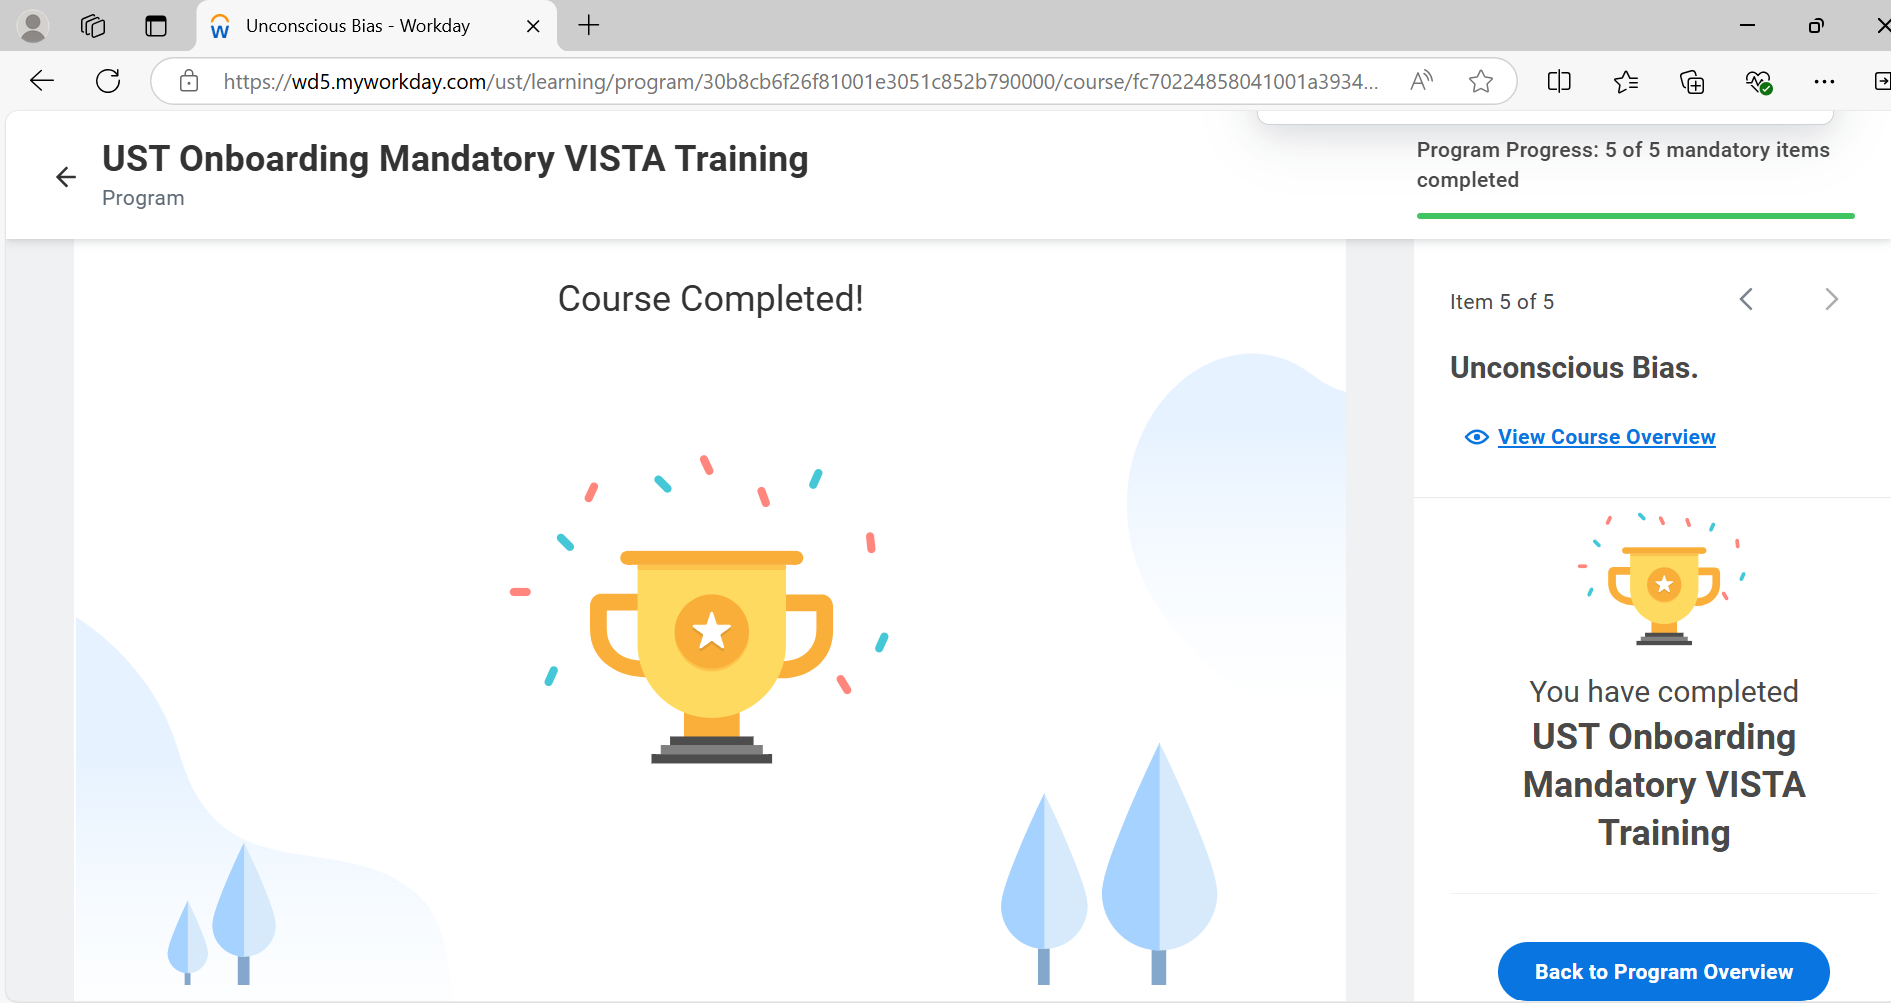 Unconscious Bias - Workday
https://wd5.myworkday.com/ust/learning/program/30b8cb6f26f81001e3051c852b790000/course/fc70224858041001a3934...
UST Onboarding Mandatory VISTA Training
Program
Program Progress: 5 of 5 mandatory items
completed
Course Completed!
Item 5 of 5
Unconscious Bias.
View Course Overview
You have completed
UST Onboarding
Mandatory VISTA
Training
Back to Program Overview